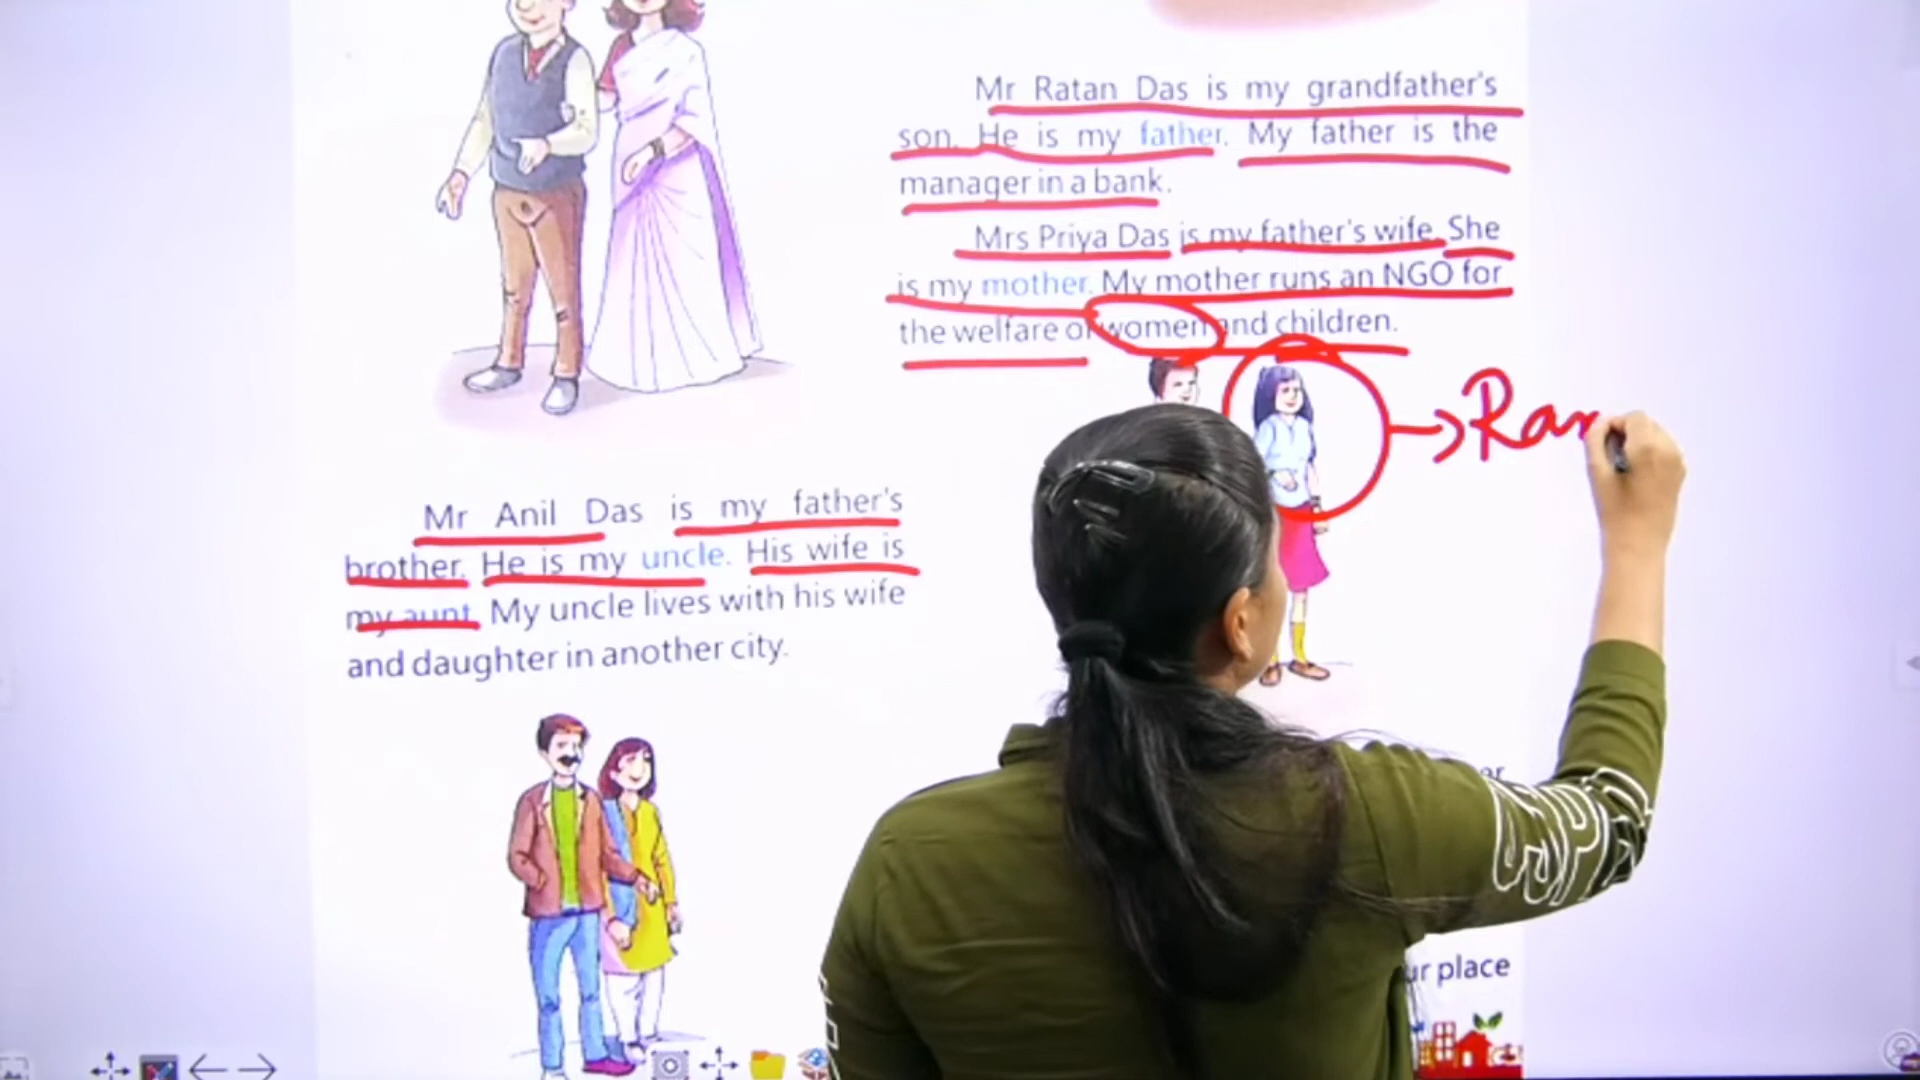 Mr Ratan Das is my grandfather's
son. He is my father. My father is the
manager in a bank.
Mrs Priya Das is my father's wife. She
is my mother. My mother runs an NGO for
the welfare of women and children.
Mr Anil Das is my father's
brother. He is my uncle. His wife is
my aunt. My uncle lives with his wife
and daughter in another city.
place